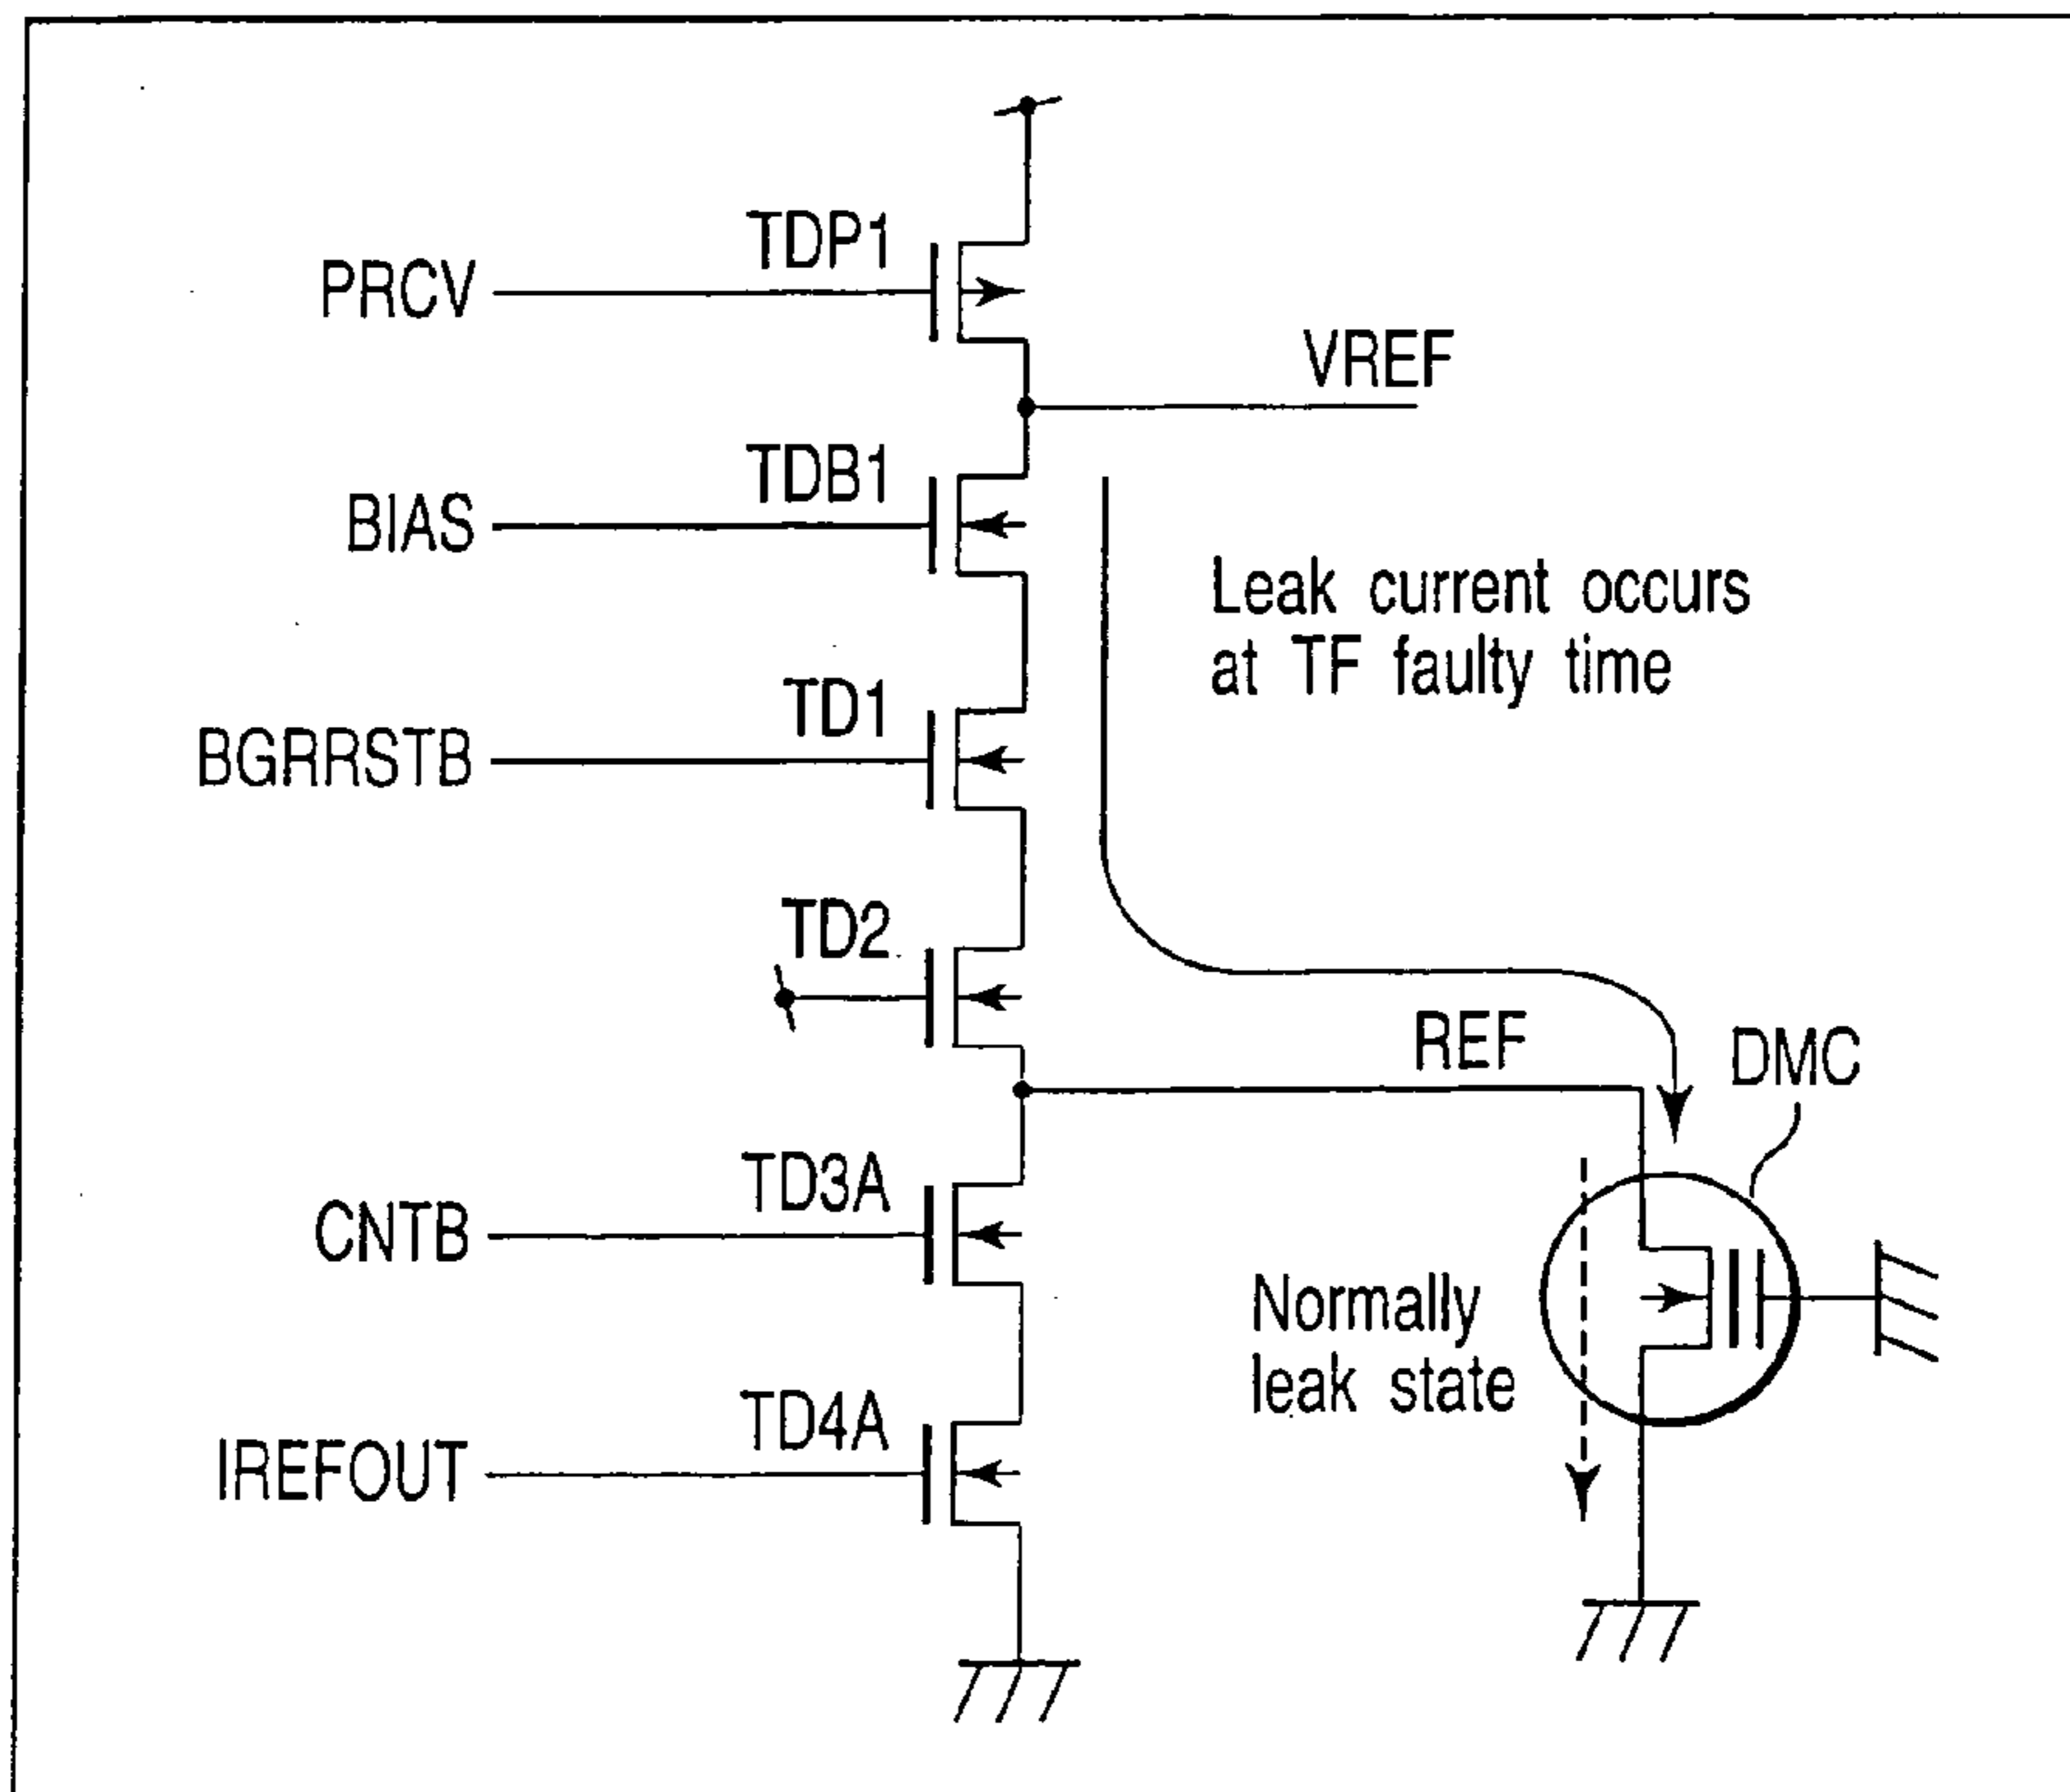 TDP1
PRCV
VREF
TDB1
BIAS
Leak current occurs
at TF faulty time
TD1
BGRRSTB
TD2
REF
DMC
TD3A
CNTB
Normally
leak state
TD4A
IREFOUT